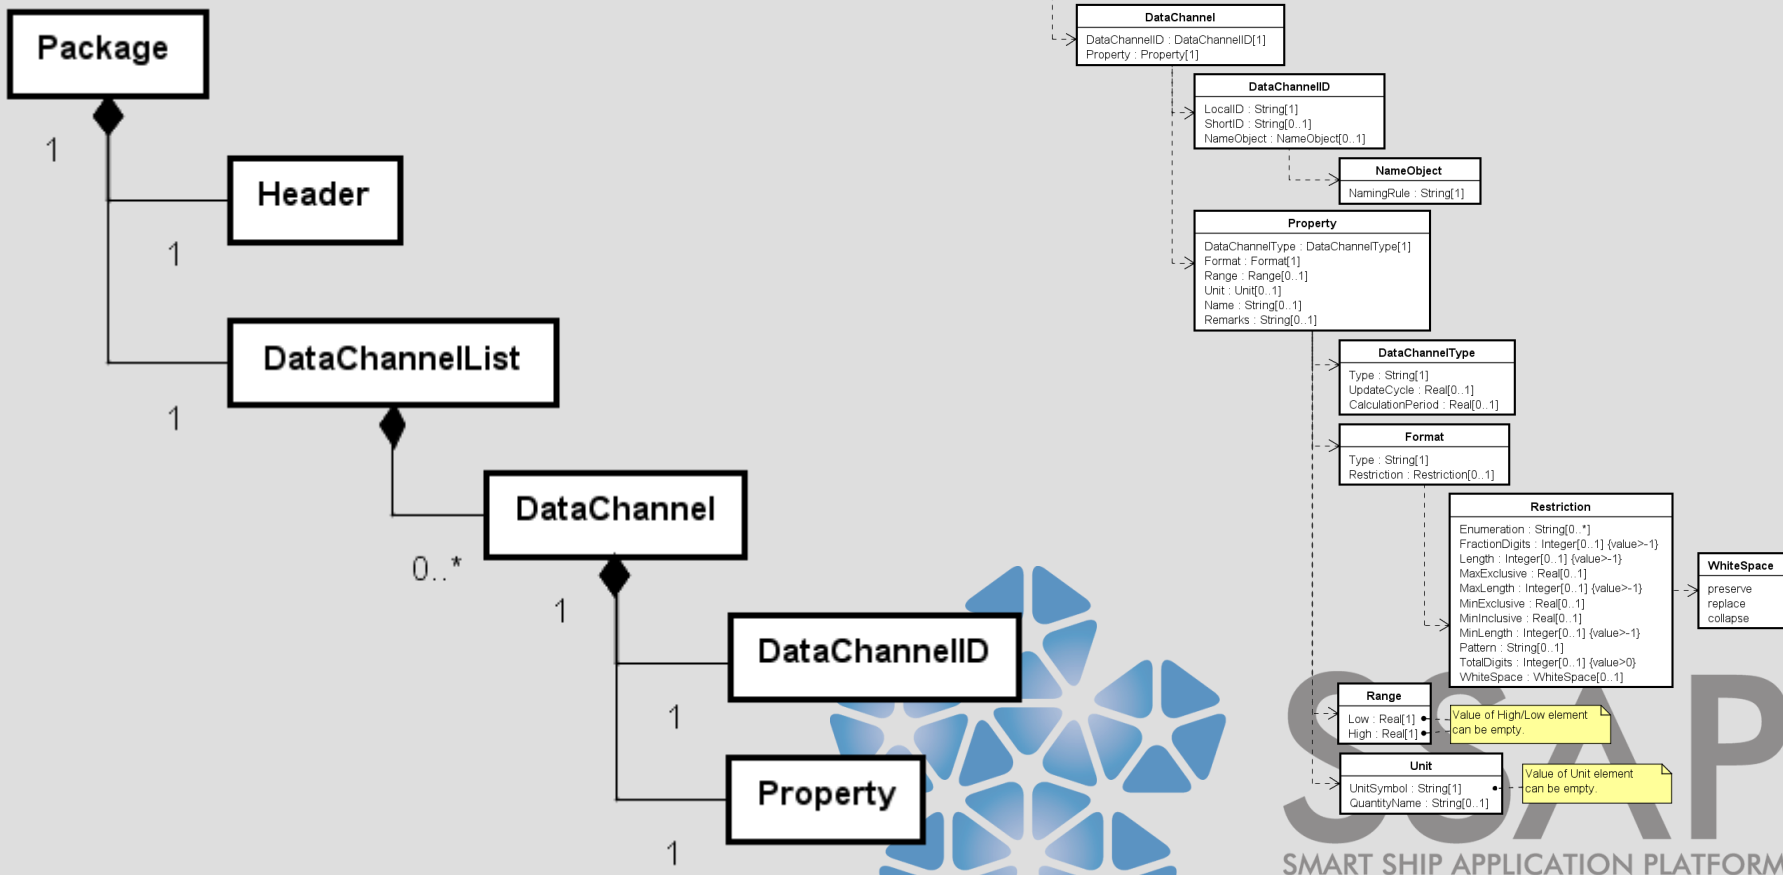 Package
1
Header
1
DataChannelList
1
DataChannel
0..*
1
DataChannelID
1
Property
1
DataChannel
DataChannelID : DataChannelID[1]
Property : Property[1]
DataChannelID
LocalID : String[1]
ShortID : String[0..1]
NameObject : NameObject[0..1]
NameObject
NamingRule : String[1]
Property
DataChannelType : DataChannelType[1]
Format : Format[1]
Range : Range[0..1]
Unit : Unit[0..1]
Name : String[0..1]
Remarks : String[0..1]
DataChannelType
Type : String[1]
UpdateCycle : Real[0..1]
CalculationPeriod : Real[0..1]
Format
Type : String[1]
Restriction : Restriction[0..1]
Restriction
Enumeration : String[0..*]
FractionDigits : Integer[0..1] {value>-1}
Length : Integer[0..1] {value>-1}
MaxExclusive : Real[0..1]
MaxLength : Integer[0..1] {value>-1}
MinExclusive : Real[0..1]
MinInclusive : Real[0..1]
MinLength : Integer[0..1] {value>-1}
Pattern : String[0..1]
TotalDigits : Integer[0..1] {value>0}
WhiteSpace : WhiteSpace[0..1]
WhiteSpace
preserve
replace
collapse
Range
Low : Real[1]
High : Real[1]
Value of High/Low element
can be empty.
Unit
UnitSymbol : String[1]
QuantityName : String[0..1]
Value of Unit element
can be empty.
SSAP
SMART SHIP APPLICATION PLATFORM